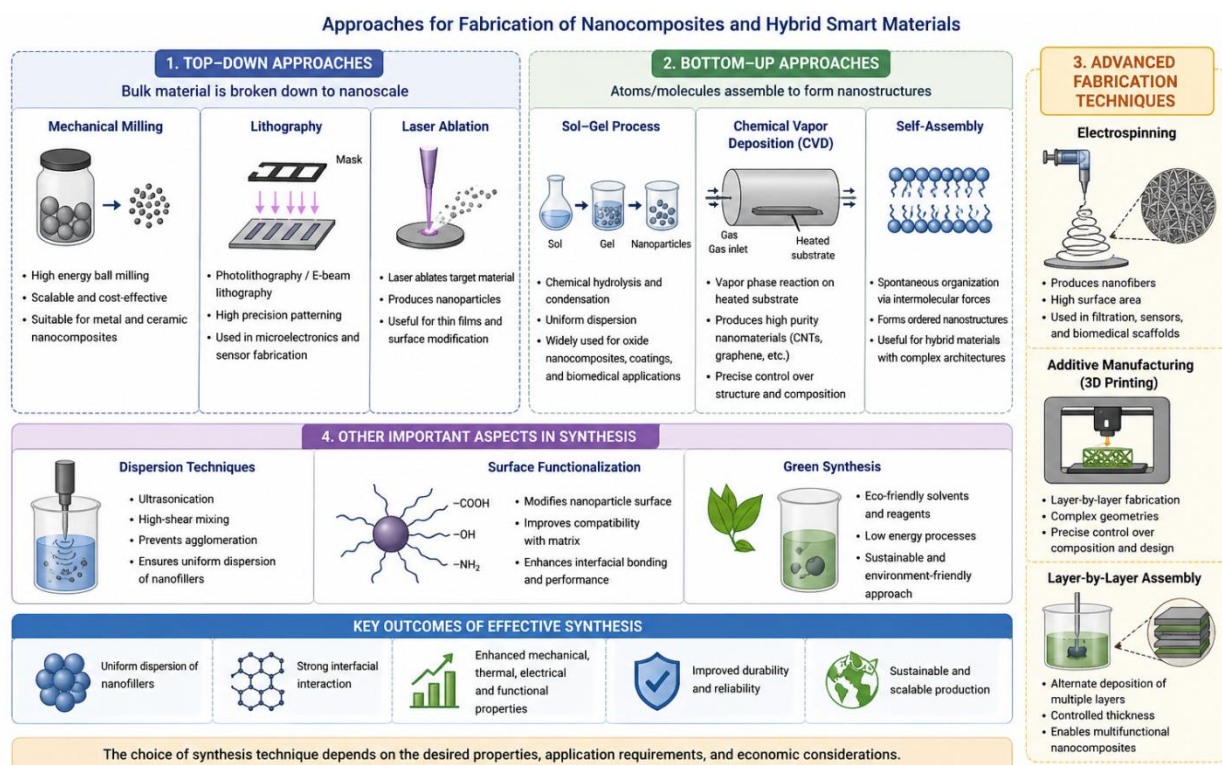 Approaches for Fabrication of Nanocomposites and Hybrid Smart Materials
1. TOP–DOWN APPROACHES
Bulk material is broken down to nanoscale
Mechanical Milling
• High energy ball milling
• Scalable and cost-effective
• Suitable for metal and ceramic
nanocomposites
Lithography
Mask
• Photolithography / E-beam
lithography
• High precision patterning
• Used in microelectronics and
sensor fabrication
Laser Ablation
• Laser ablates target material
• Produces nanoparticles
• Useful for thin films and
surface modification
2. BOTTOM–UP APPROACHES
Atoms/molecules assemble to form nanostructures
Sol–Gel Process
Sol
Gel
Nanoparticles
• Chemical hydrolysis and
condensation
• Uniform dispersion
• Widely used for oxide
nanocomposites, coatings,
and biomedical applications
Chemical Vapor
Deposition (CVD)
Gas
Gas inlet
Heated
substrate
• Vapor phase reaction on
heated substrate
• Produces high purity
nanomaterials (CNTs,
graphene, etc.)
• Precise control over
structure and composition
Self-Assembly
• Spontaneous organization
via intermolecular forces
• Forms ordered nanostructures
• Useful for hybrid materials
with complex architectures
3. ADVANCED
FABRICATION
TECHNIQUES
Electrospinning
• Produces nanofibers
• High surface area
• Used in filtration, sensors,
and biomedical scaffolds
Additive Manufacturing
(3D Printing)
• Layer-by-layer fabrication
• Complex geometries
• Precise control over
composition and design
Layer-by-Layer Assembly
• Alternate deposition of
multiple layers
• Controlled thickness
• Enables multifunctional
nanocomposites
4. OTHER IMPORTANT ASPECTS IN SYNTHESIS
Dispersion Techniques
• Ultrasonication
• High-shear mixing
• Prevents agglomeration
• Ensures uniform dispersion
of nanofillers
Surface Functionalization
–COOH
–OH
–NH₂
• Modifies nanoparticle surface
• Improves compatibility
with matrix
• Enhances interfacial bonding
and performance
Green Synthesis
• Eco-friendly solvents
and reagents
• Low energy processes
• Sustainable and
environment-friendly
approach
KEY OUTCOMES OF EFFECTIVE SYNTHESIS
Uniform dispersion of
nanofillers
Strong interfacial
interaction
Enhanced mechanical,
thermal, electrical
and functional
properties
Improved durability
and reliability
Sustainable and
scalable production
The choice of synthesis technique depends on the desired properties, application requirements, and economic considerations.